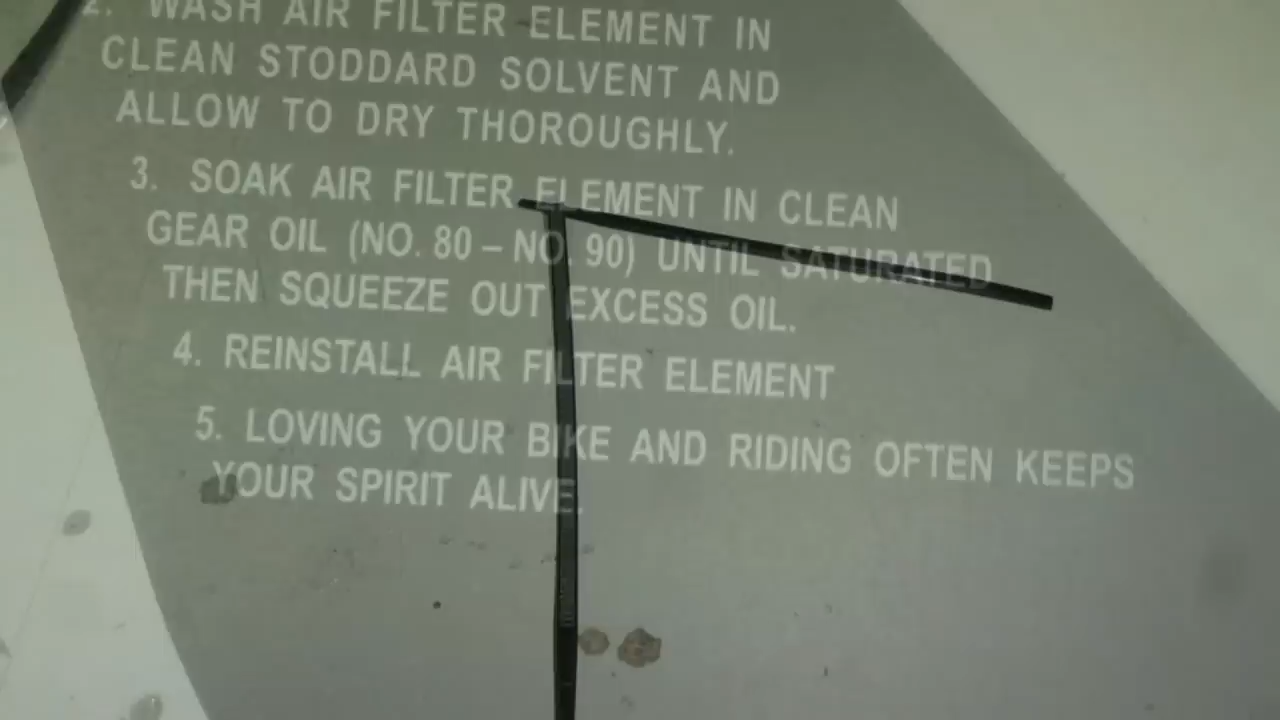 2. WASH AIR FILTER ELEMENT IN
CLEAN STODDARD SOLVENT AND
ALLOW TO DRY THOROUGHLY.
3. SOAK AIR FILTER ELEMENT IN CLEAN
GEAR OIL (NO. 80 – NO. 90) UNTIL SATURATED
THEN SQUEEZE OUT EXCESS OIL.
4. REINSTALL AIR FILTER ELEMENT
5. LOVING YOUR BIKE AND RIDING OFTEN KEEPS
YOUR SPIRIT ALIVE.